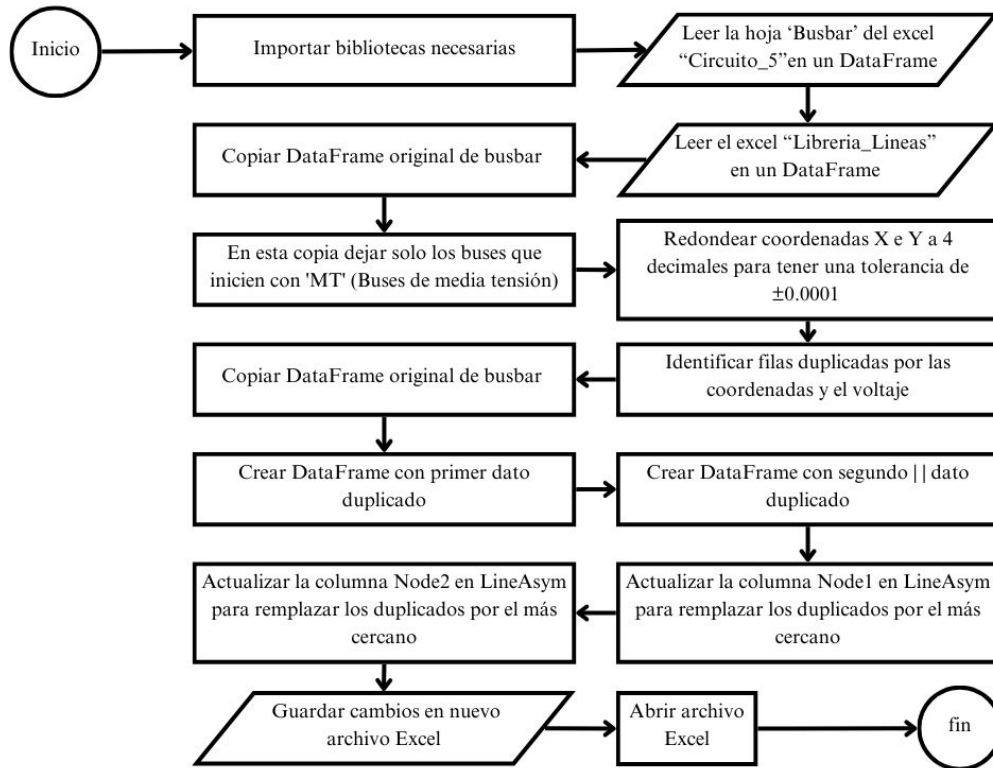 Inicio
Importar bibliotecas necesarias
Leer la hoja ‘Busbar’ del excel
“Circuito_5”en un DataFrame
Leer el excel “Libreria_Lineas”
en un DataFrame
Copiar DataFrame original de busbar
En esta copia dejar solo los buses que
inicien con 'MT' (Buses de media tensión)
Redondear coordenadas X e Y a 4
decimales para tener una tolerancia de
±0.0001
Identificar filas duplicadas por las
coordenadas y el voltaje
Copiar DataFrame original de busbar
Crear DataFrame con primer dato
duplicado
Crear DataFrame con segundo || dato
duplicado
Actualizar la columna Node1 en LineAsym
para remplazar los duplicados por el más
cercano
Actualizar la columna Node2 en LineAsym
para remplazar los duplicados por el más
cercano
Guardar cambios en nuevo
archivo Excel
Abrir archivo
Excel
fin